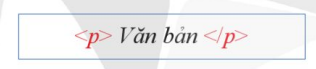 <p> Văn bản </p>